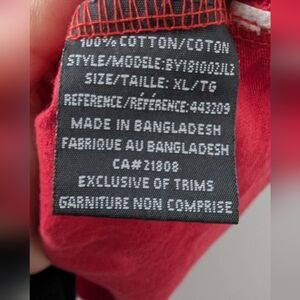 100% COTTON/COTON
STYLE/MODELE:BY181002JLZ
SIZE/TAILLE: XL/TG
REFERENCE/RÉFÉRENCE:443209
MADE IN BANGLADESH
FABRIQUE AU BANGLADESH
CA#21808
EXCLUSIVE OF TRIMS
GARNITURE NON COMPRISE